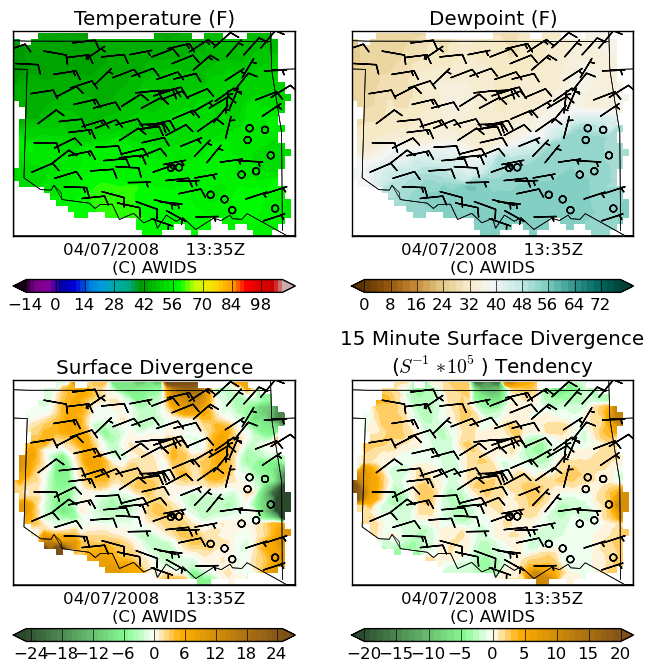 Temperature (F)
Dewpoint (F)
04/07/2008 13:35Z
(C) AWIDS
−14 0 14 28 42 56 70 84 98
04/07/2008 13:35Z
(C) AWIDS
0 8 16 24 32 40 48 56 64 72
Surface Divergence
15 Minute Surface Divergence
(S⁻¹ *10⁵ ) Tendency
04/07/2008 13:35Z
(C) AWIDS
−24 −18 −12 −6 0 6 12 18 24
04/07/2008 13:35Z
(C) AWIDS
−20 −15 −10 −5 0 5 10 15 20